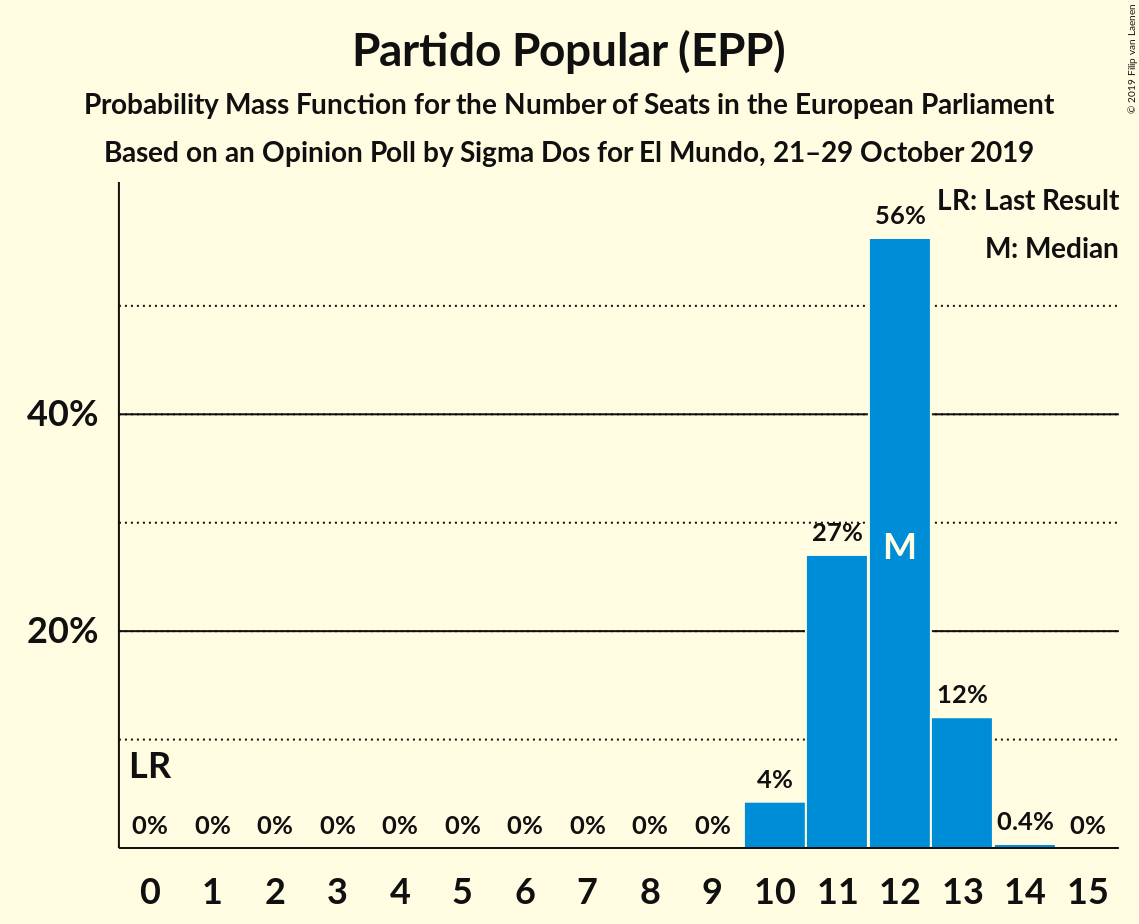 Partido Popular (EPP)
Probability Mass Function for the Number of Seats in the European Parliament
Based on an Opinion Poll by Sigma Dos for El Mundo, 21–29 October 2019
© 2019 Filip van Laenen
LR: Last Result
M: Median
56%
40%
27%
M
20%
12%
LR
4%
0% 0% 0% 0% 0% 0% 0% 0% 0% 0% 0.4% 0%
0 1 2 3 4 5 6 7 8 9 10 11 12 13 14 15